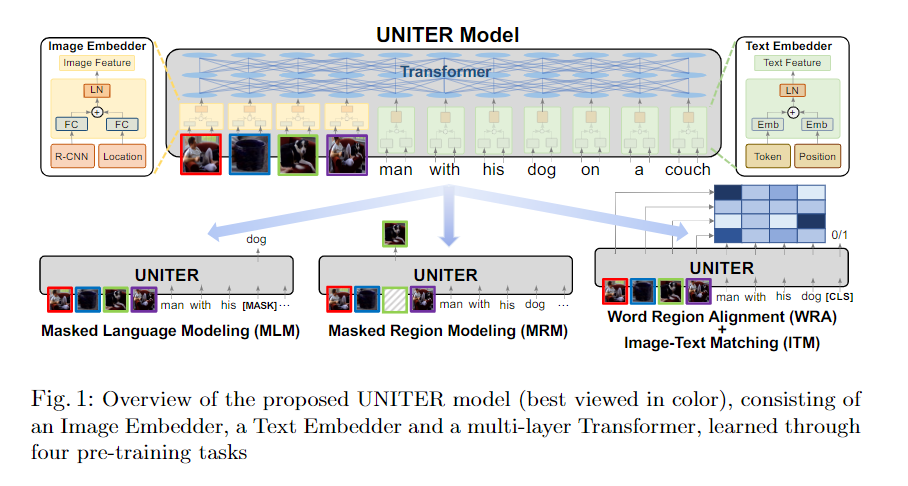 UNITER Model
Image Embedder
Image Feature
LN
+
FC FC
R-CNN Location
Transformer
Text Embedder
Text Feature
LN
+
Emb Emb
Token Position
man with his dog on a couch
dog
UNITER
man with his [MASK] ...
Masked Language Modeling (MLM)
UNITER
man with his dog ...
Masked Region Modeling (MRM)
0/1
UNITER
man with his dog [CLS]
Word Region Alignment (WRA)
+
Image-Text Matching (ITM)
Fig. 1: Overview of the proposed UNITER model (best viewed in color), consisting of
an Image Embedder, a Text Embedder and a multi-layer Transformer, learned through
four pre-training tasks